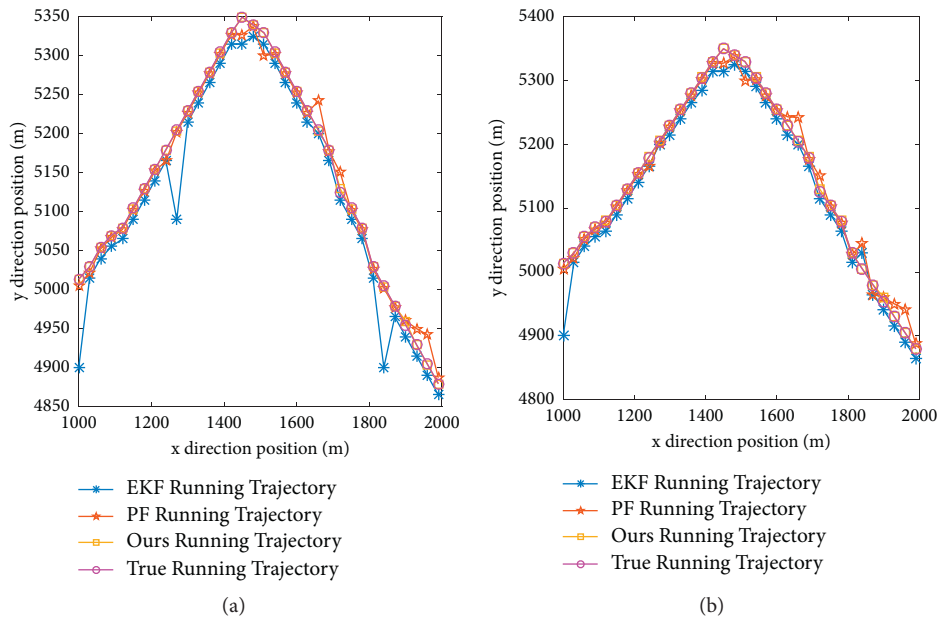 5350
5300
5250
5200
5150
5100
5050
5000
4950
4900
4850
y direction position (m)
1000 1200 1400 1600 1800 2000
x direction position (m)
EKF Running Trajectory
PF Running Trajectory
Ours Running Trajectory
True Running Trajectory
(a)
5400
5300
5200
5100
5000
4900
4800
y direction position (m)
1000 1200 1400 1600 1800 2000
x direction position (m)
EKF Running Trajectory
PF Running Trajectory
Ours Running Trajectory
True Running Trajectory
(b)